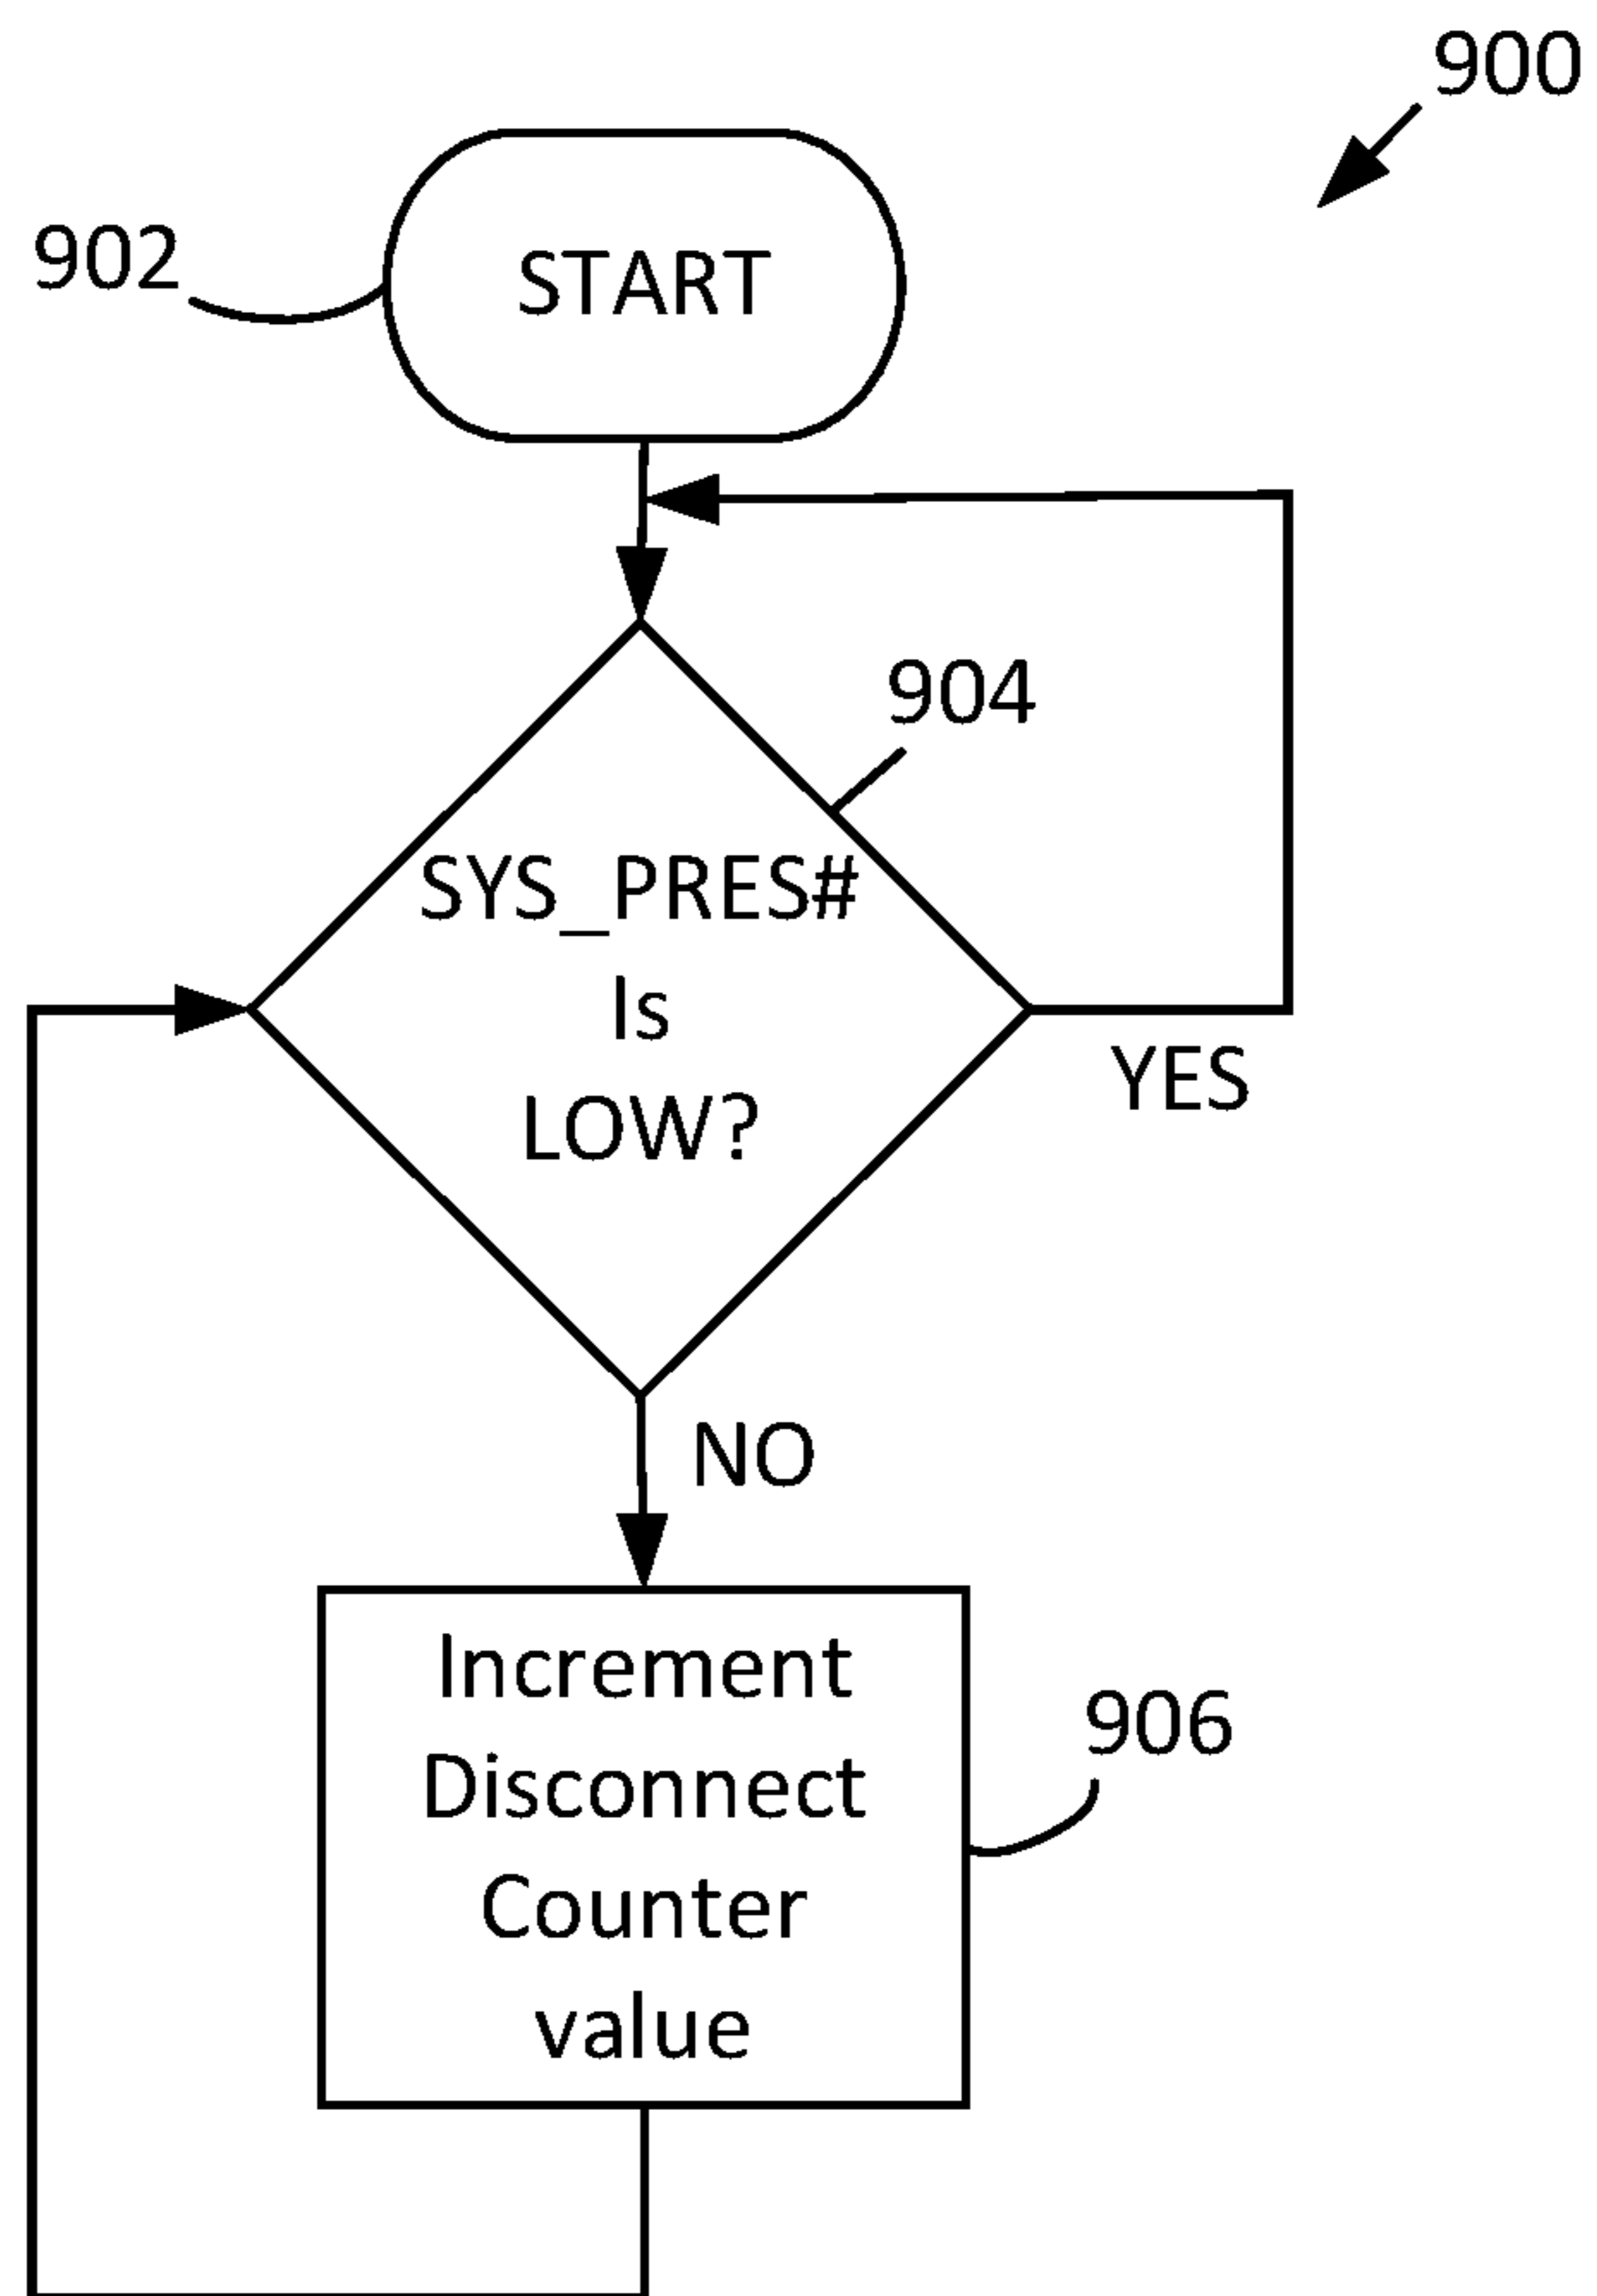 900
902
START
904
SYS_PRES#
Is
LOW?
YES
NO
Increment
Disconnect
Counter
value
906